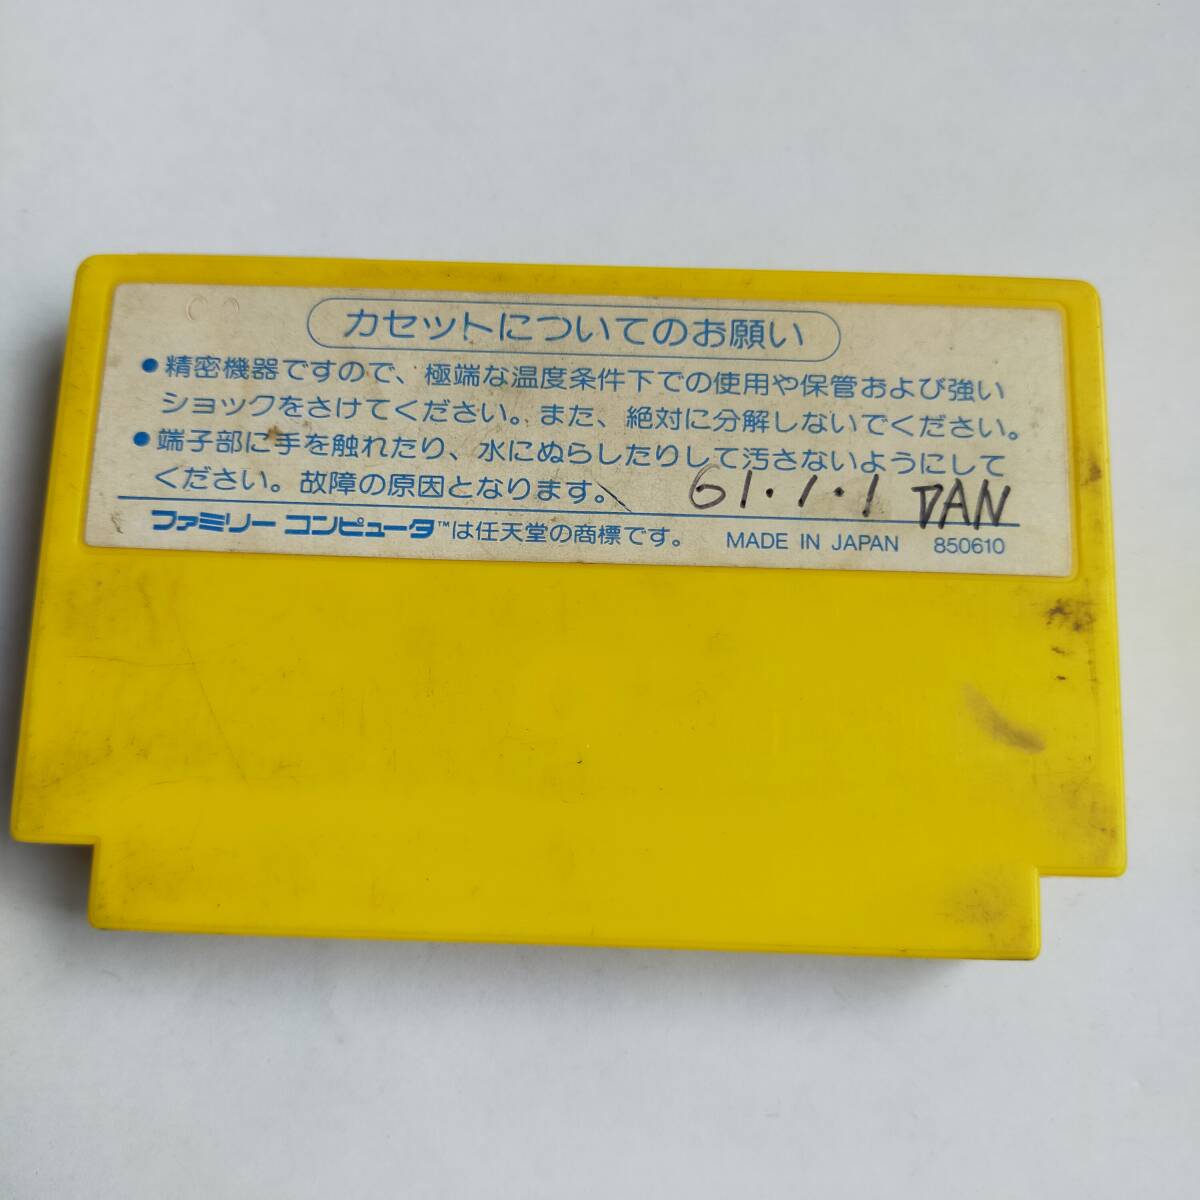 カセットについてのお願い
●精密機器ですので、極端な温度条件下での使用や保管および強い
ショックをさけてください。また、絶対に分解しないでください。
●端子部に手を触れたり、水にぬらしたりして汚さないようにして
ください。故障の原因となります。
61.1.1 DAN
ファミリー コンピュータ™は任天堂の商標です。 MADE IN JAPAN 850610